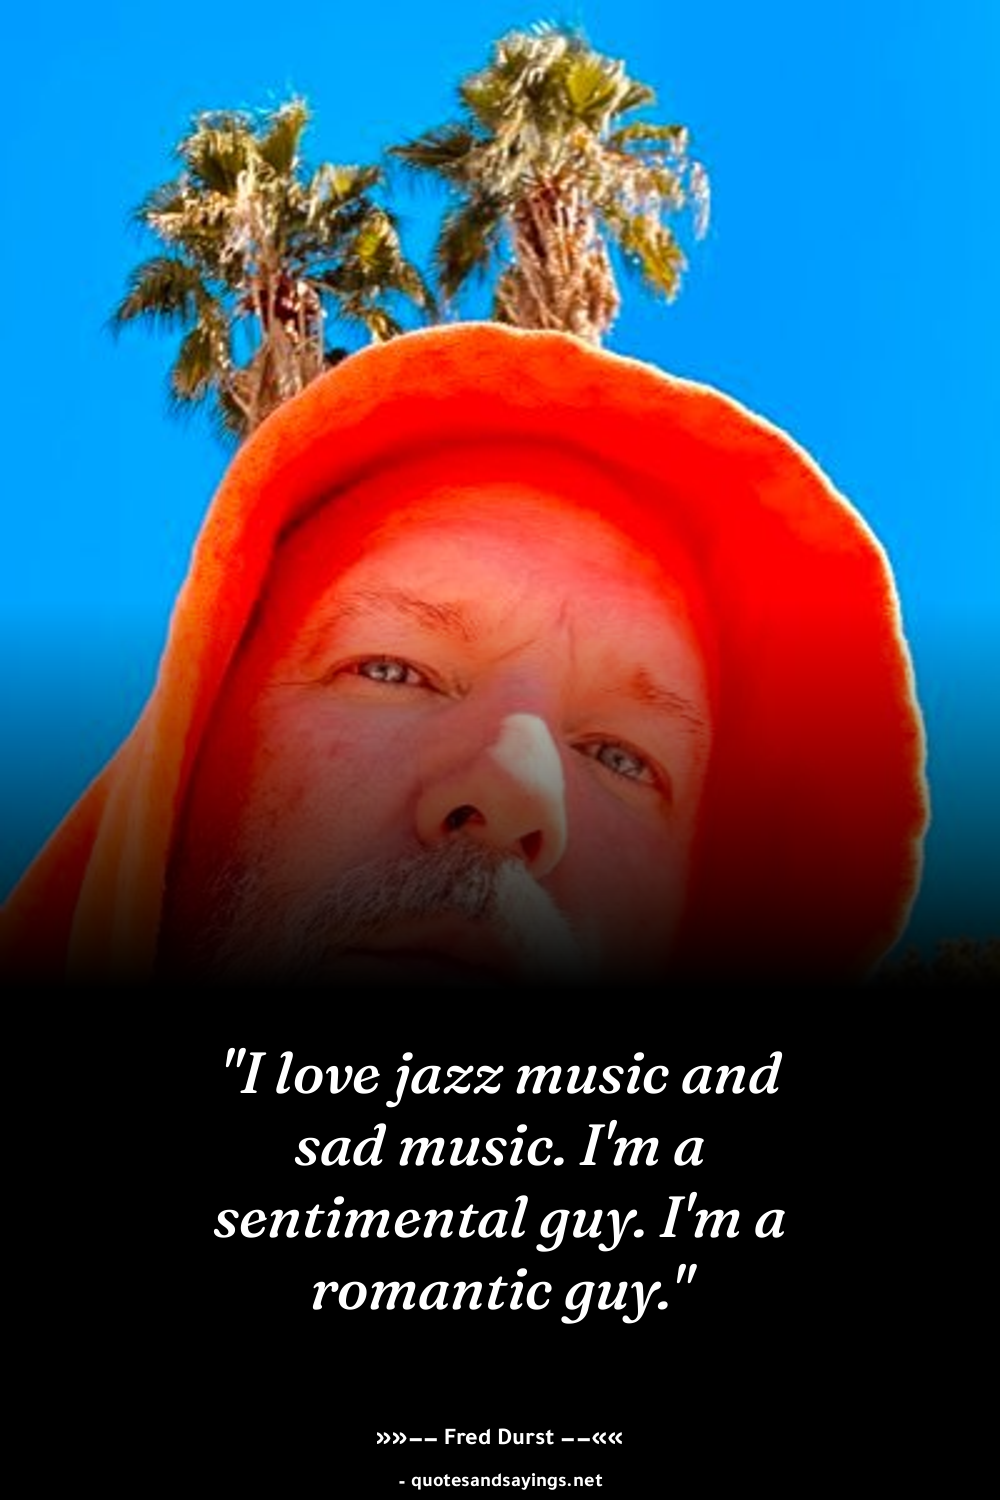 "I love jazz music and
sad music. I'm a
sentimental guy. I'm a
romantic guy."
»»−− Fred Durst −−««
- quotesandsayings.net